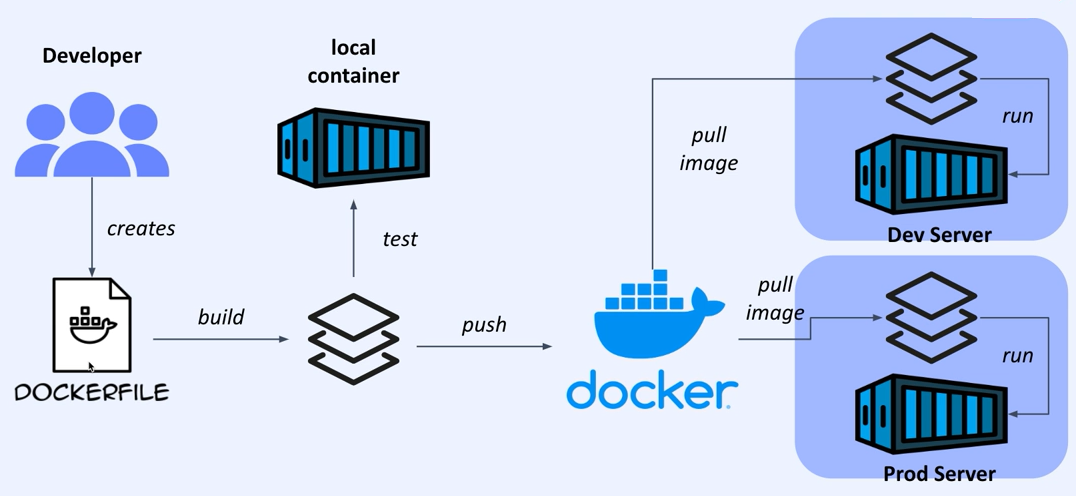 Developer
local
container
creates
test
DOCKERFILE
build
push
docker
pull
image
run
Dev Server
pull
image
run
Prod Server